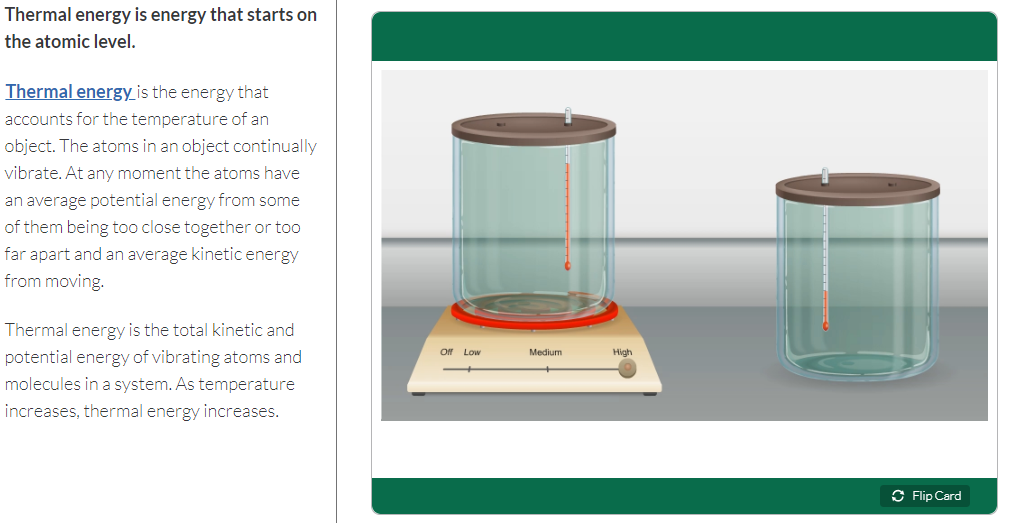 Thermal energy is energy that starts on
the atomic level.
Thermal energy is the energy that
accounts for the temperature of an
object. The atoms in an object continually
vibrate. At any moment the atoms have
an average potential energy from some
of them being too close together or too
far apart and an average kinetic energy
from moving.
Thermal energy is the total kinetic and
potential energy of vibrating atoms and
molecules in a system. As temperature
increases, thermal energy increases.
Off Low Medium High
Flip Card